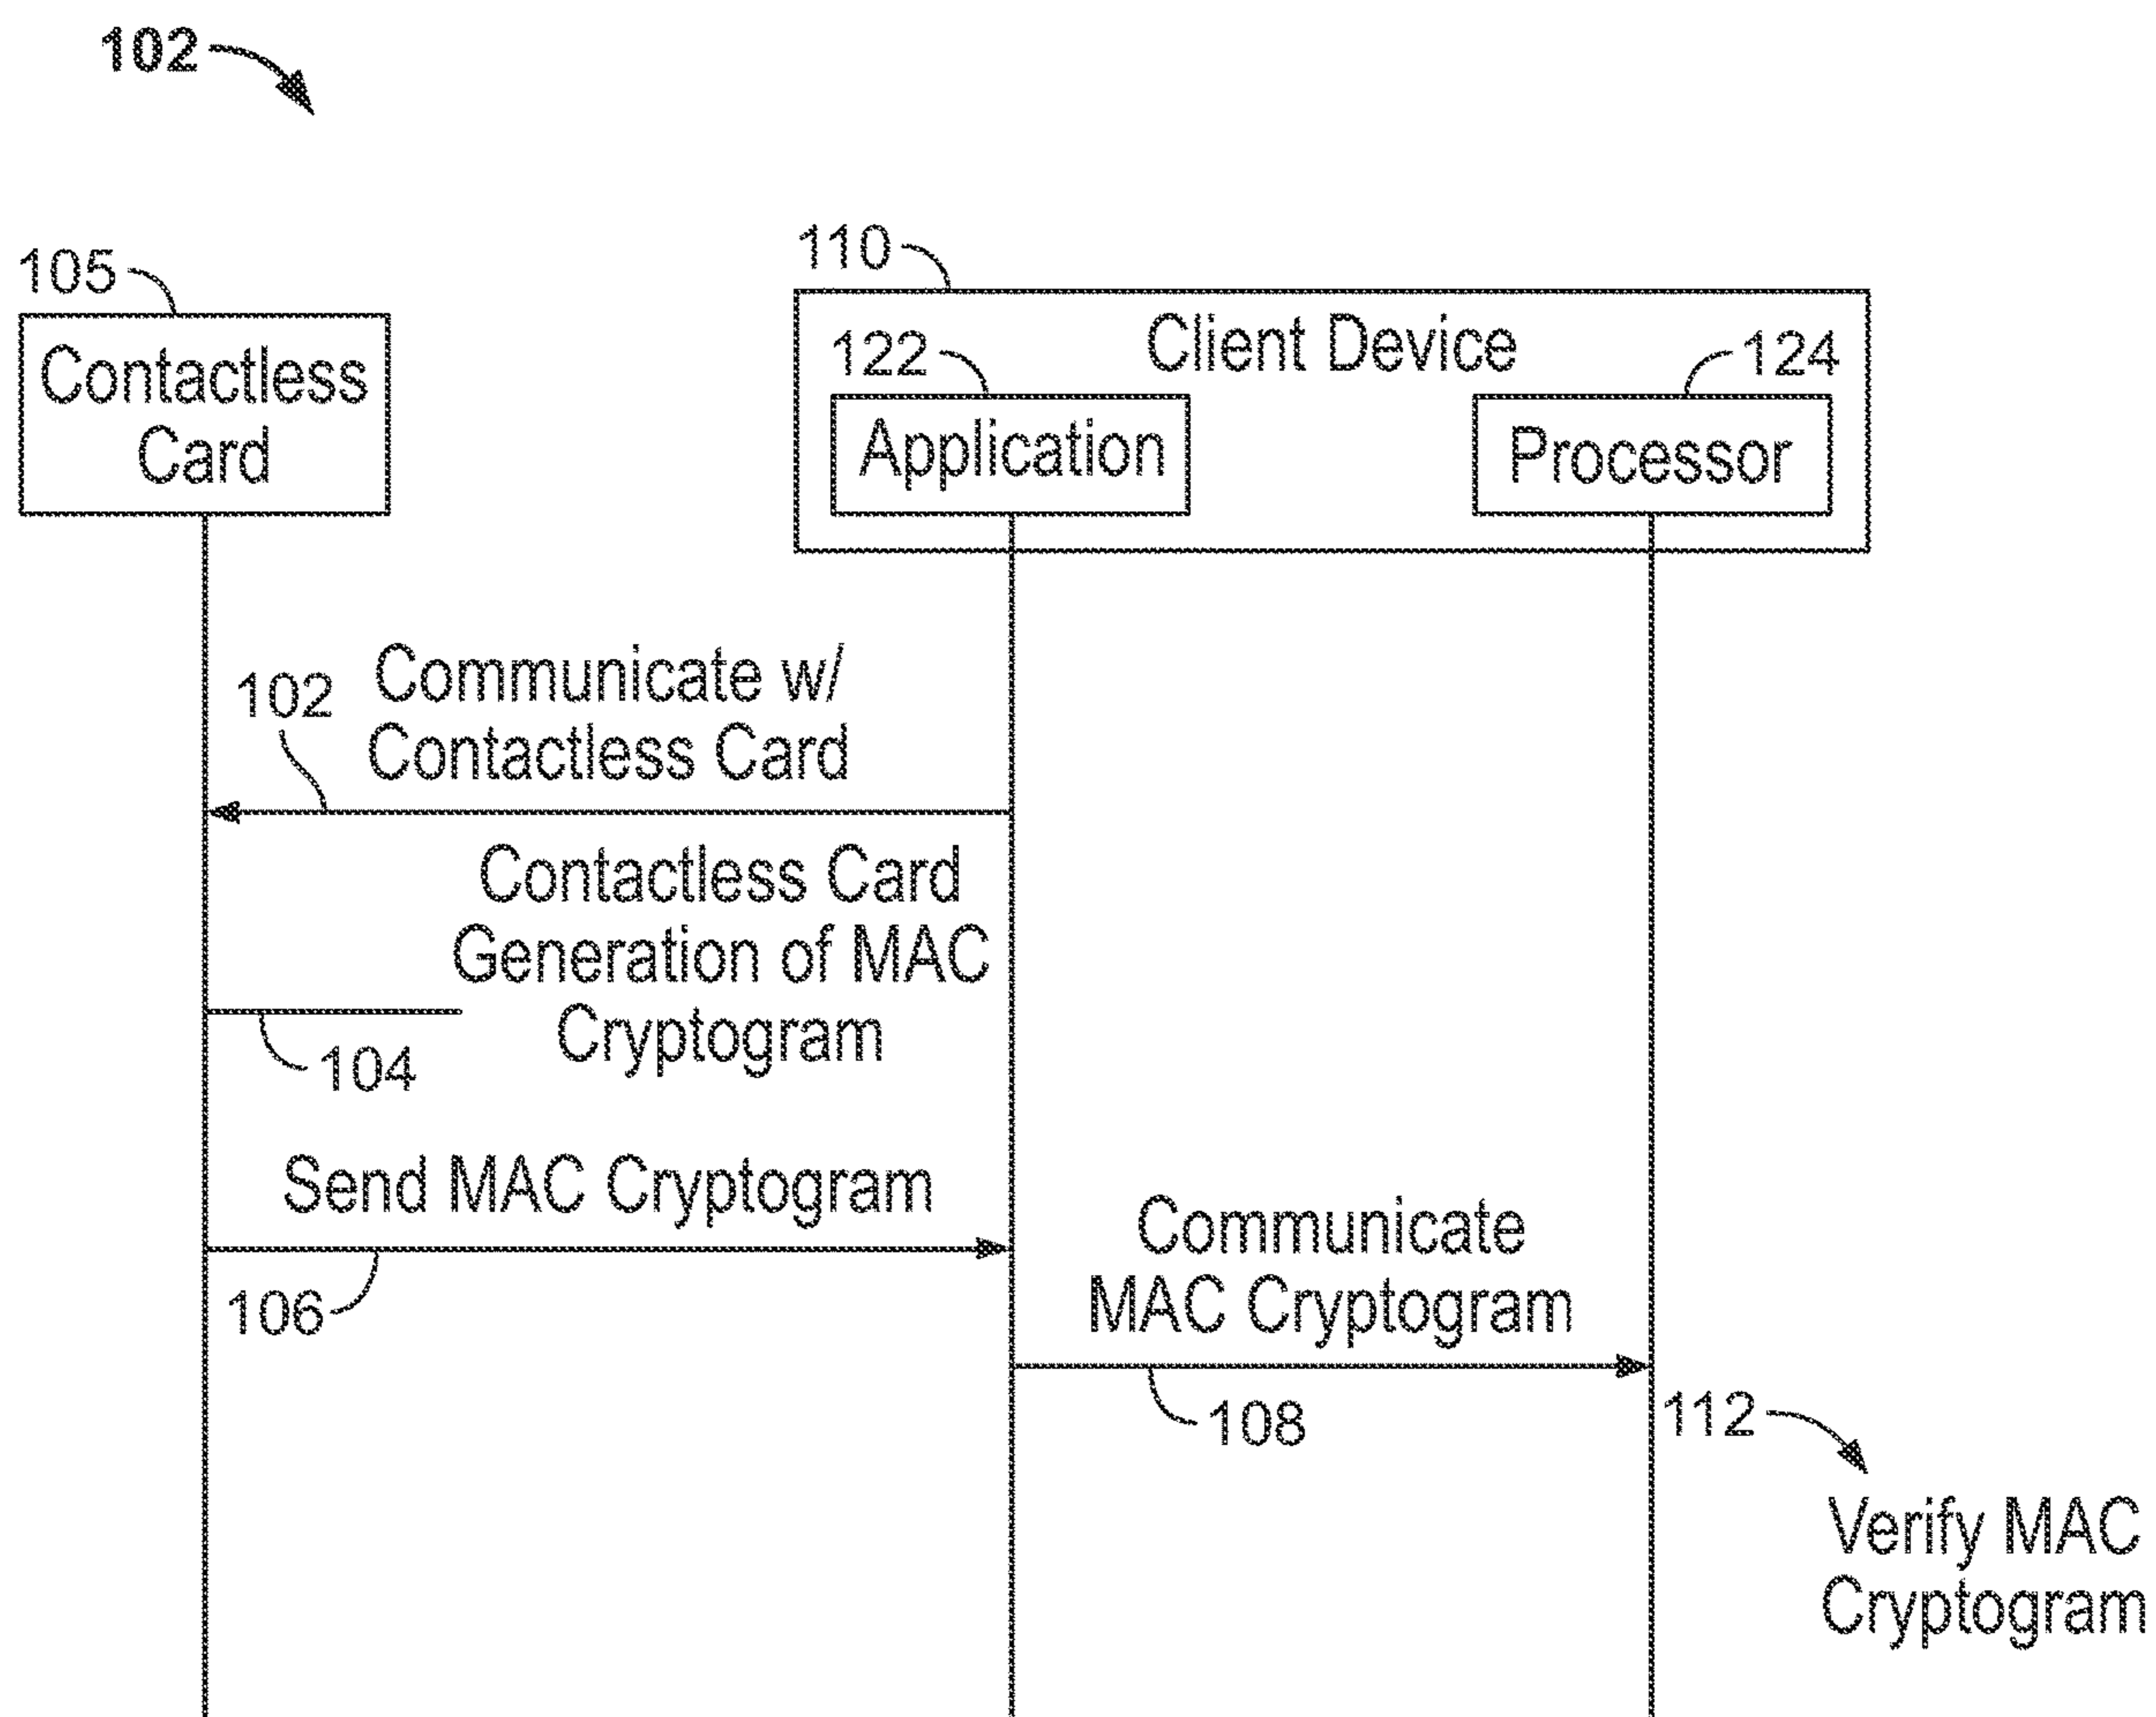 102
105
Contactless
Card
110
Client Device
122
Application
124
Processor
102
Communicate w/
Contactless Card
Contactless Card
Generation of MAC
Cryptogram
104
Send MAC Cryptogram
106
Communicate
MAC Cryptogram
108
112
Verify MAC
Cryptogram